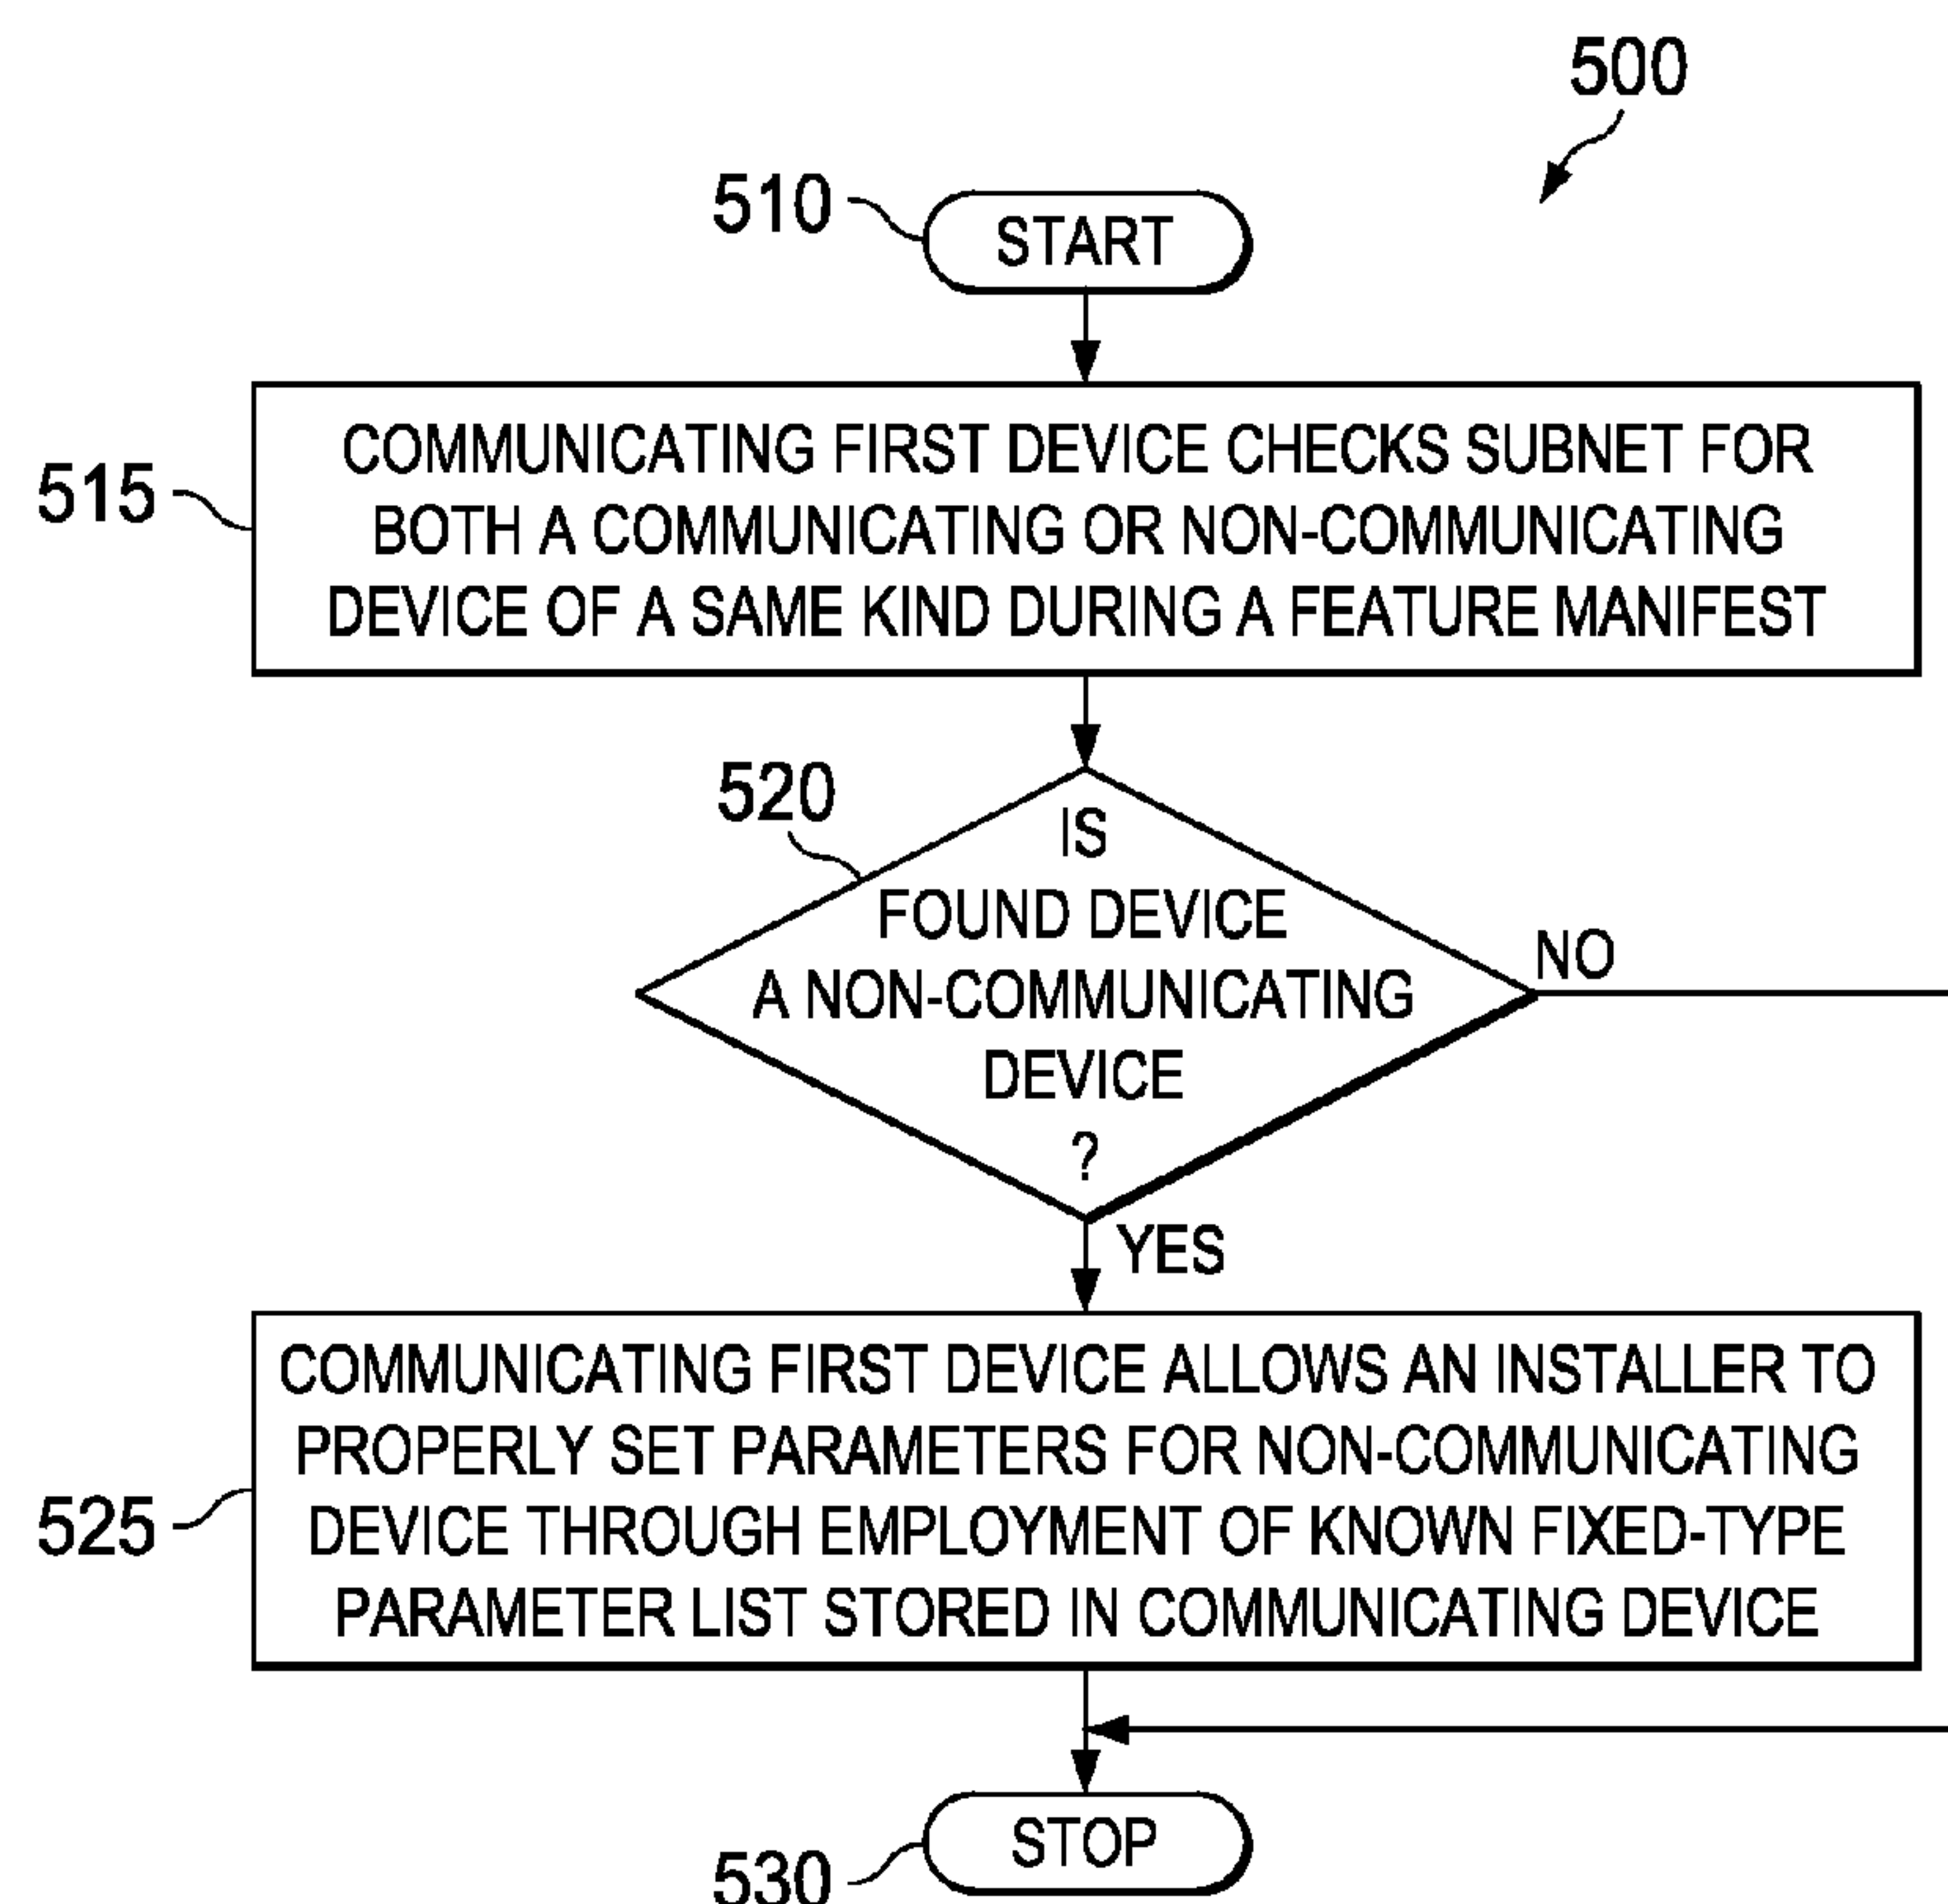 500
510
START
515
COMMUNICATING FIRST DEVICE CHECKS SUBNET FOR
BOTH A COMMUNICATING OR NON-COMMUNICATING
DEVICE OF A SAME KIND DURING A FEATURE MANIFEST
520
IS
FOUND DEVICE
A NON-COMMUNICATING
DEVICE
?
NO
YES
525
COMMUNICATING FIRST DEVICE ALLOWS AN INSTALLER TO
PROPERLY SET PARAMETERS FOR NON-COMMUNICATING
DEVICE THROUGH EMPLOYMENT OF KNOWN FIXED-TYPE
PARAMETER LIST STORED IN COMMUNICATING DEVICE
530
STOP